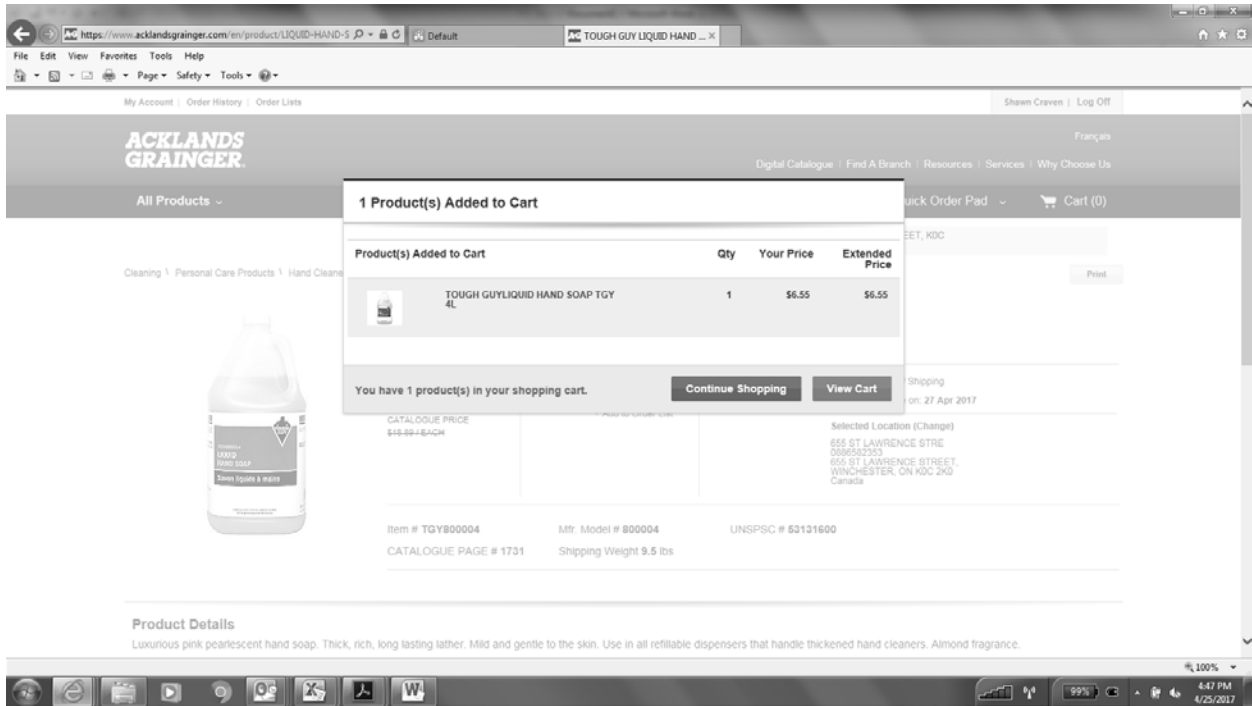 https://www.acklandsgrainger.com/en/product/LIQUID-HAND-S
Default
TOUGH GUY LIQUID HAND ...
File Edit View Favorites Tools Help
Page Safety Tools
My Account | Order History | Order Lists
Shawn Craven | Log Off
ACKLANDS
GRAINGER
Français
Digital Catalogue | Find A Branch | Resources | Services | Why Choose Us
All Products
uick Order Pad
Cart (0)
1 Product(s) Added to Cart
EET, K0C
Cleaning \ Personal Care Products \ Hand Cleane
Print
Product(s) Added to Cart Qty Your Price Extended
Price
TOUGH GUYLIQUID HAND SOAP TGY 1 $6.55 $6.55
4L
You have 1 product(s) in your shopping cart.
Continue Shopping
View Cart
Shipping
on: 27 Apr 2017
CATALOGUE PRICE
Selected Location (Change)
655 ST LAWRENCE STRE
0886582353
655 ST LAWRENCE STREET,
WINCHESTER, ON K0C 2K0
Canada
LIQUID
HAND SOAP
Savon liquide à mains
Item # TGY800004 Mfr. Model # 800004 UNSPSC # 53131600
CATALOGUE PAGE # 1731 Shipping Weight 9.5 lbs
Product Details
Luxurious pink pearlescent hand soap. Thick, rich, long lasting lather. Mild and gentle to the skin. Use in all refillable dispensers that handle thickened hand cleaners. Almond fragrance.
100%
99%
4:47 PM
4/25/2017